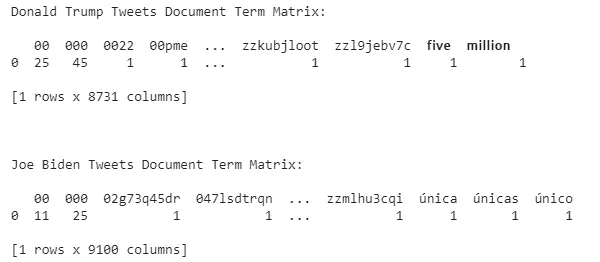 Donald Trump Tweets Document Term Matrix:
00 000 0022 00pme ... zzkubjloot zzl9jebv7c five million
0 25 45 1 1 ... 1 1 1 1
[1 rows x 8731 columns]
Joe Biden Tweets Document Term Matrix:
00 000 02g73q45dr 047lsdtrqn ... zzmlhu3cqi única únicas único
0 11 25 1 1 ... 1 1 1 1
[1 rows x 9100 columns]